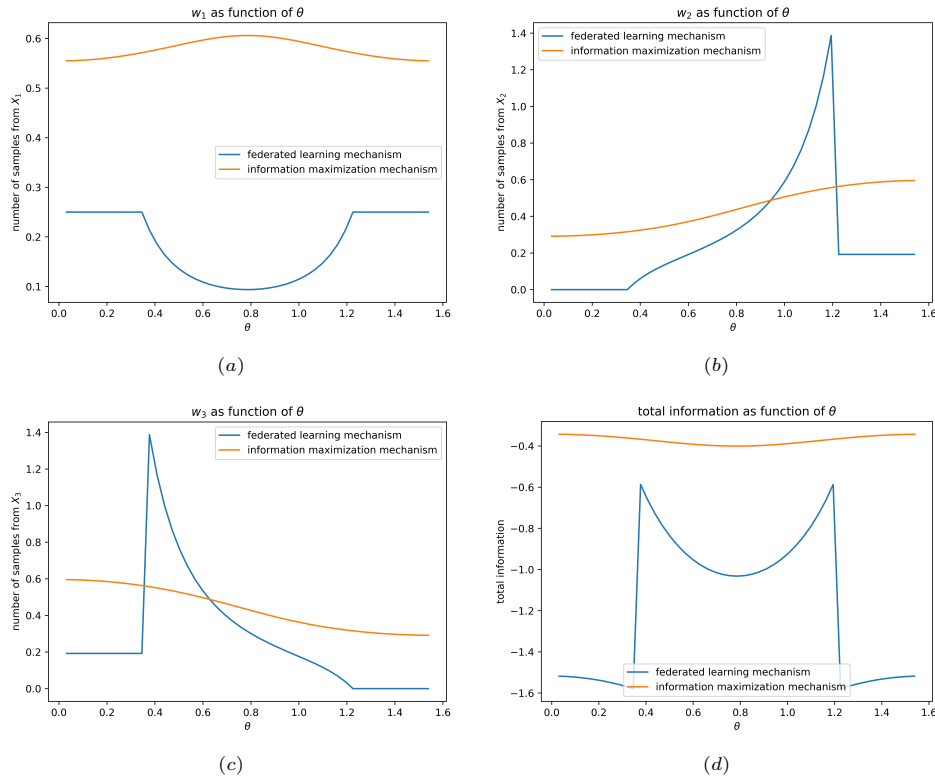 w₁ as function of θ
number of samples from X₁
0.6
0.5
0.4
0.3
0.2
0.1
federated learning mechanism
information maximization mechanism
0.0 0.2 0.4 0.6 0.8 1.0 1.2 1.4 1.6
θ
(a)
w₂ as function of θ
number of samples from X₂
1.4
1.2
1.0
0.8
0.6
0.4
0.2
0.0
federated learning mechanism
information maximization mechanism
0.0 0.2 0.4 0.6 0.8 1.0 1.2 1.4 1.6
θ
(b)
w₃ as function of θ
number of samples from X₃
1.4
1.2
1.0
0.8
0.6
0.4
0.2
0.0
federated learning mechanism
information maximization mechanism
0.0 0.2 0.4 0.6 0.8 1.0 1.2 1.4 1.6
θ
(c)
total information as function of θ
total information
−0.4
−0.6
−0.8
−1.0
−1.2
−1.4
−1.6
federated learning mechanism
information maximization mechanism
0.0 0.2 0.4 0.6 0.8 1.0 1.2 1.4 1.6
θ
(d)